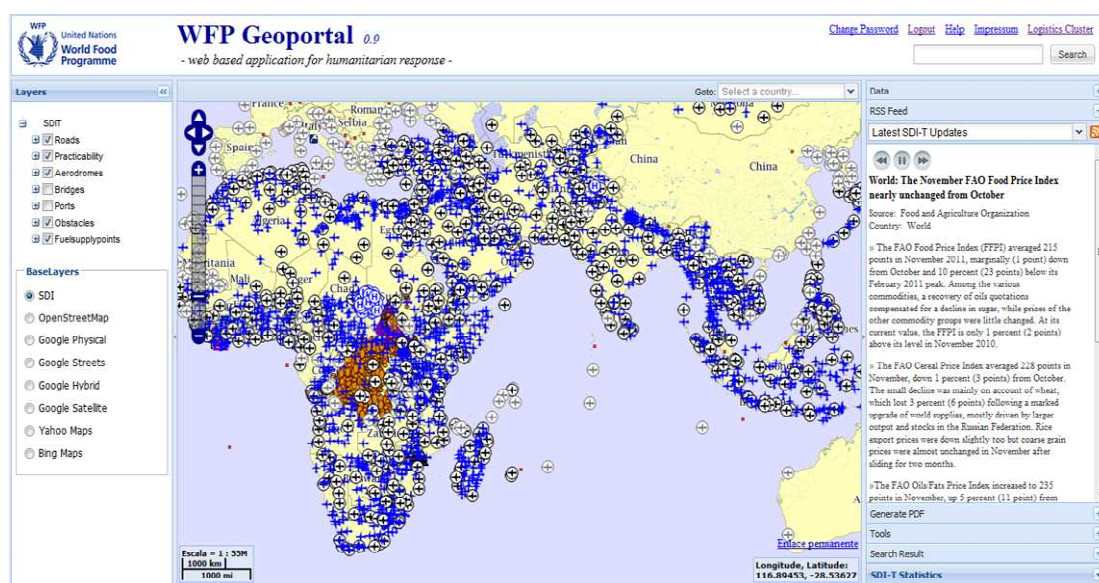 WFP
United Nations
World Food
Programme
WFP Geoportal 0.9
- web based application for humanitarian response -
Change Password Logout Help Impressum Logistics Cluster
Search
Layers
SDIT
Roads
Practicability
Aerodromes
Bridges
Ports
Obstacles
Fuelsupplypoints
BaseLayers
SDI
OpenStreetMap
Google Physical
Google Streets
Google Hybrid
Google Satellite
Yahoo Maps
Bing Maps
Goto: Select a country...
France
Spain
Serbia
China
China
Mali
Chad
Escala = 1 : 55M
1000 km
1000 mi
Enlace permanente
Longitude, Latitude:
116.89453, -28.53627
Data
RSS Feed
Latest SDI-T Updates
World: The November FAO Food Price Index
nearly unchanged from October
Source: Food and Agriculture Organization
Country: World
» The FAO Food Price Index (FFPI) averaged 215
points in November 2011, marginally (1 point) down
from October and 10 percent (23 points) below its
February 2011 peak. Among the various
commodities, a recovery of oils quotations
compensated for a decline in sugar, while prices of the
other commodity groups were little changed. At its
current value, the FFPI is only 1 percent (2 points)
above its level in November 2010.
» The FAO Cereal Price Index averaged 228 points in
November, down 1 percent (3 points) from October.
The small decline was mainly on account of wheat,
which lost 3 percent (6 points) following a marked
upgrade of world supplies, mostly driven by larger
output and stocks in the Russian Federation. Rice
export prices were down slightly too but coarse grain
prices were almost unchanged in November after
sliding for two months.
»The FAO Oils/Fats Price Index increased to 235
points in November, up 5 percent (11 point) from
Generate PDF
Tools
Search Result
SDI-T Statistics